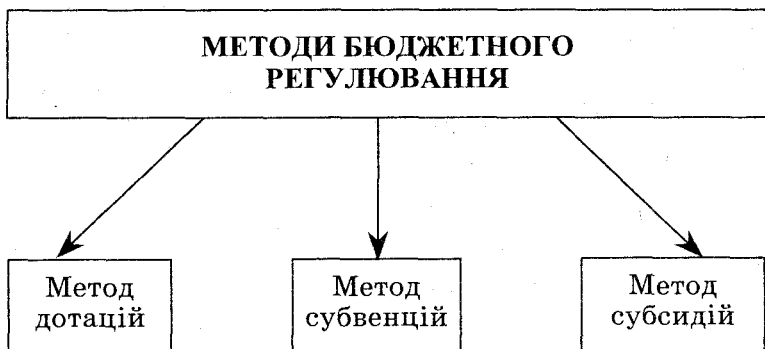 МЕТОДИ БЮДЖЕТНОГО
РЕГУЛЮВАННЯ
Метод
дотацій
Метод
субвенцій
Метод
субсидій